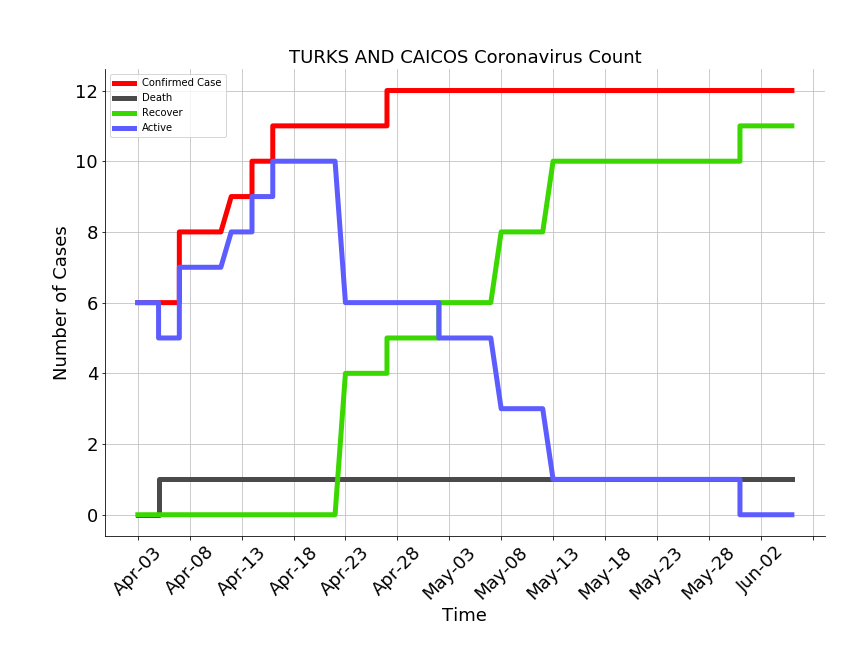 TURKS AND CAICOS Coronavirus Count
Confirmed Case
Death
Recover
Active
Number of Cases
12
10
8
6
4
2
0
Apr-03
Apr-08
Apr-13
Apr-18
Apr-23
Apr-28
May-03
May-08
May-13
May-18
May-23
May-28
Jun-02
Time